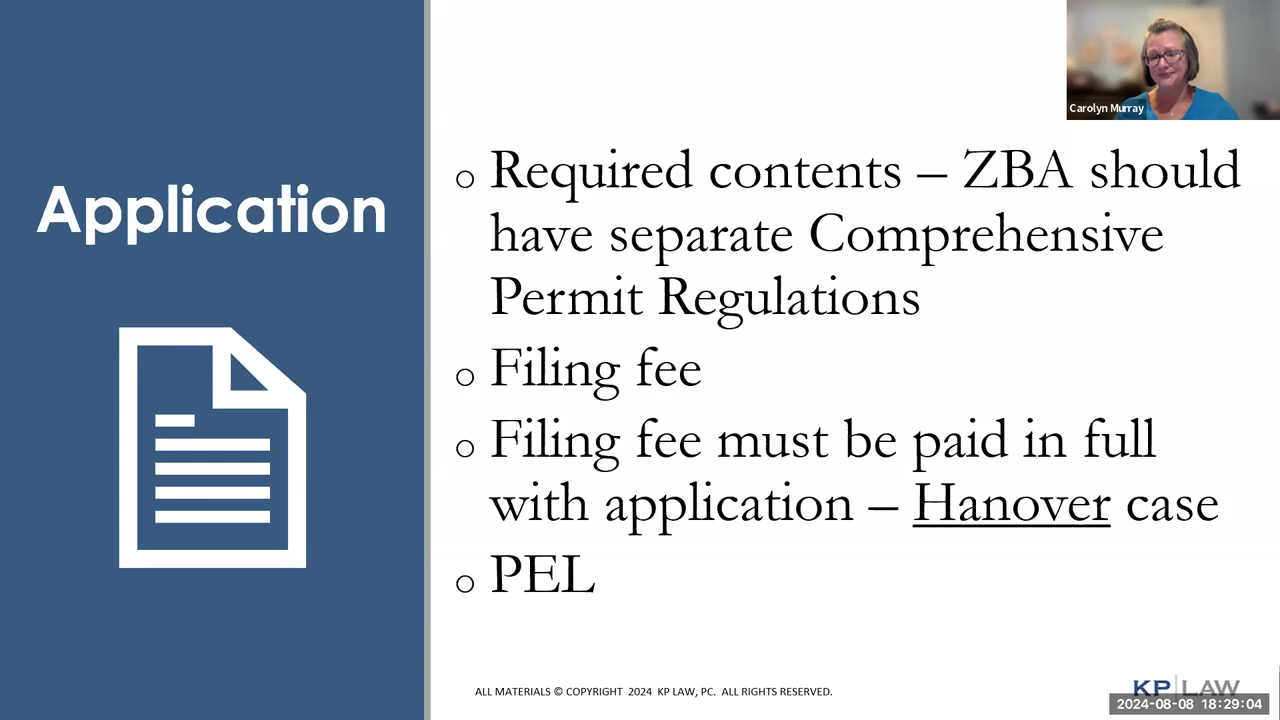 Carolyn Murray
Application
o Required contents – ZBA should
have separate Comprehensive
Permit Regulations
o Filing fee
o Filing fee must be paid in full
with application – Hanover case
o PEL
ALL MATERIALS © COPYRIGHT 2024 KP LAW, PC. ALL RIGHTS RESERVED.
KP LAW
2024-08-08 18:29:04